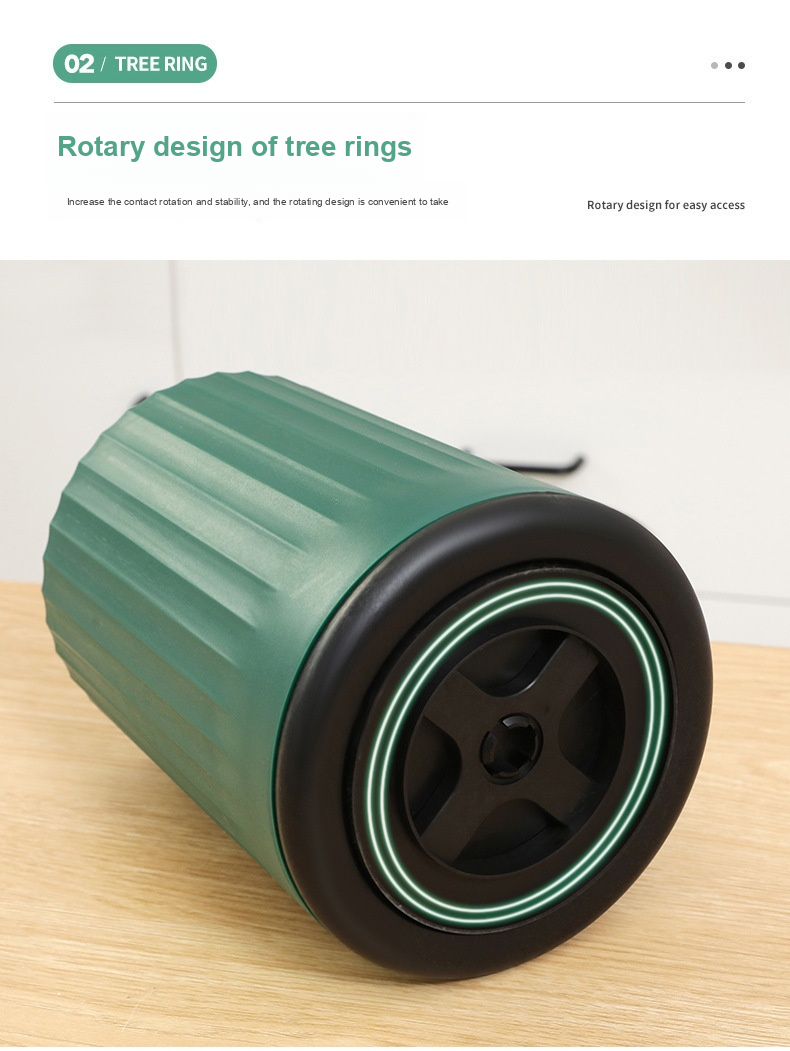 02 / TREE RING
Rotary design of tree rings
Increase the contact rotation and stability, and the rotating design is convenient to take
Rotary design for easy access